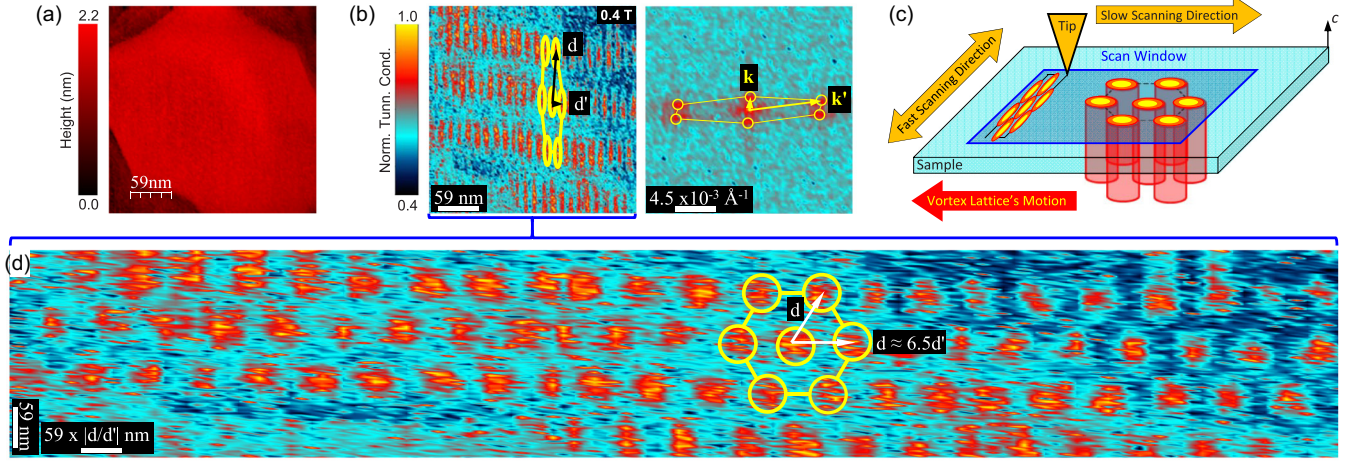 (a)
2.2
Height (nm)
0.0
59nm
(b)
1.0
Norm. Tunn. Cond.
0.4
0.4 T
d
d'
59 nm
k
k'
4.5 x10-3 Å-1
(c)
Slow Scanning Direction
Tip
c
Scan Window
Fast Scanning Direction
Sample
Vortex Lattice's Motion
(d)
d
d ≈ 6.5d'
59 nm
59 x |d/d'| nm